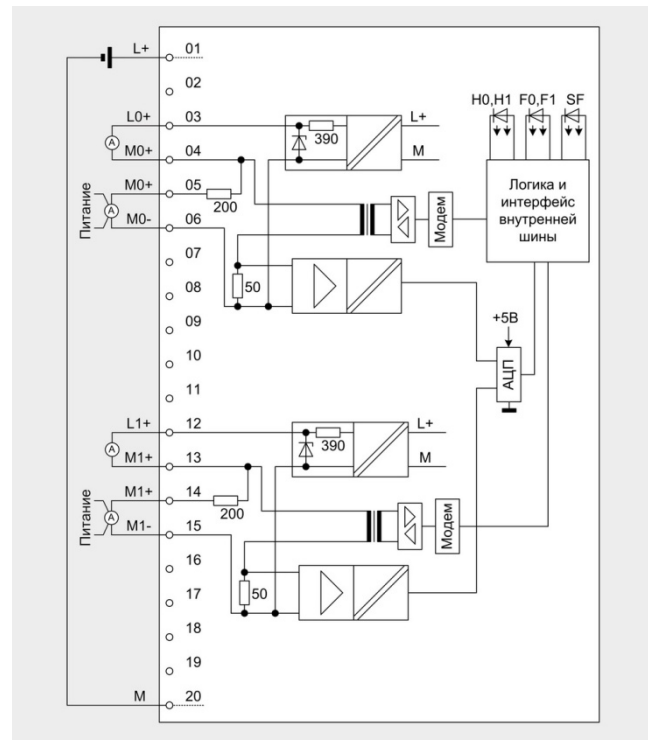 L+ 01
02
H0,H1 F0,F1 SF
L0+ 03 L+
390
M0+ 04 M
Питание
M0+ 05
200
M0- 06
Логика и
интерфейс
внутренней
шины
Модем
07
08 50
+5В
09
АЦП
10
11
L1+ 12 L+
390
M1+ 13 M
Питание
M1+ 14
200
M1- 15
Модем
16
17 50
18
19
M 20
A
A
A
A